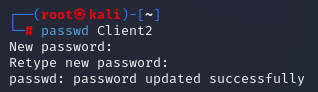 ┌──(root㉿kali)-[~]
└─# passwd Client2
New password:
Retype new password:
passwd: password updated successfully